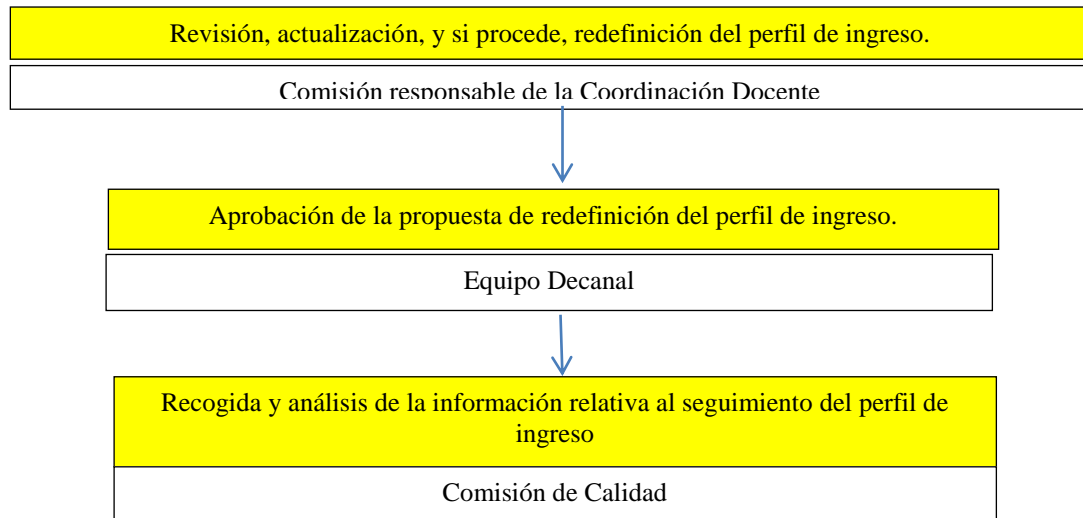 Revisión, actualización, y si procede, redefinición del perfil de ingreso.
Comisión responsable de la Coordinación Docente
Aprobación de la propuesta de redefinición del perfil de ingreso.
Equipo Decanal
Recogida y análisis de la información relativa al seguimiento del perfil de
ingreso
Comisión de Calidad